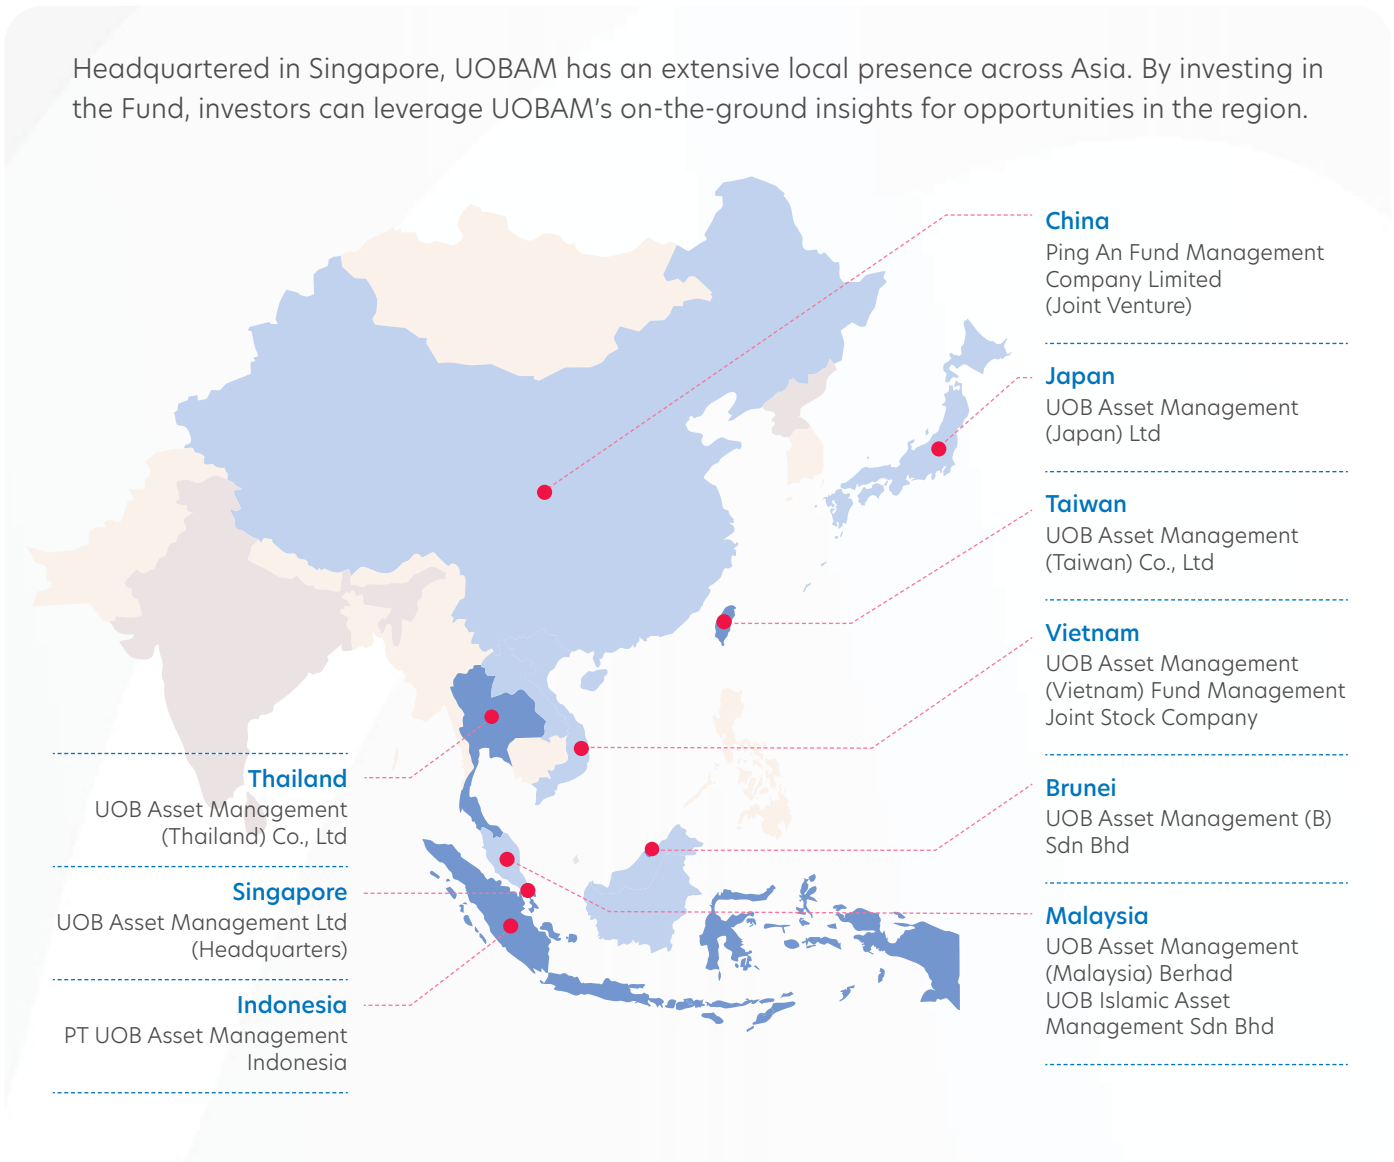 Headquartered in Singapore, UOBAM has an extensive local presence across Asia. By investing in
the Fund, investors can leverage UOBAM's on-the-ground insights for opportunities in the region.
China
Ping An Fund Management
Company Limited
(Joint Venture)
Japan
UOB Asset Management
(Japan) Ltd
Taiwan
UOB Asset Management
(Taiwan) Co., Ltd
Vietnam
UOB Asset Management
(Vietnam) Fund Management
Joint Stock Company
Brunei
UOB Asset Management (B)
Sdn Bhd
Malaysia
UOB Asset Management
(Malaysia) Berhad
UOB Islamic Asset
Management Sdn Bhd
Thailand
UOB Asset Management
(Thailand) Co., Ltd
Singapore
UOB Asset Management Ltd
(Headquarters)
Indonesia
PT UOB Asset Management
Indonesia